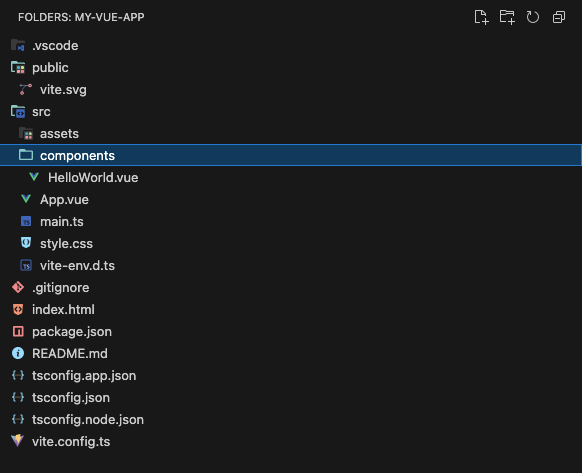 FOLDERS: MY-VUE-APP
.vscode
public
vite.svg
src
assets
components
HelloWorld.vue
App.vue
main.ts
style.css
vite-env.d.ts
.gitignore
index.html
package.json
README.md
tsconfig.app.json
tsconfig.json
tsconfig.node.json
vite.config.ts